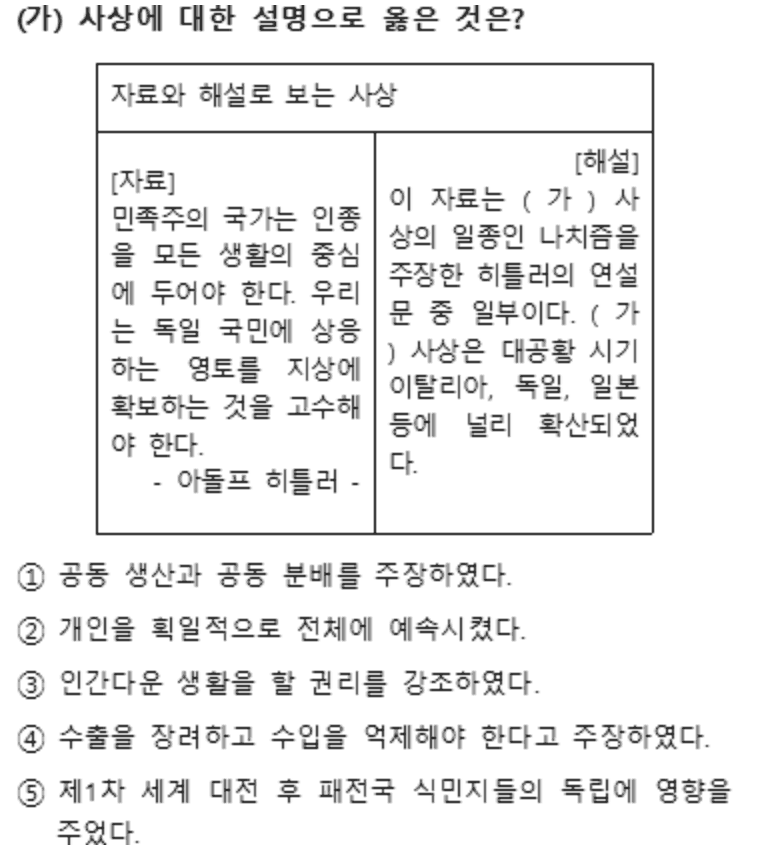 (가) 사상에 대한 설명으로 옳은 것은?
자료와 해설로 보는 사상
[자료]
민족주의 국가는 인종
을 모든 생활의 중심
에 두어야 한다. 우리
는 독일 국민에 상응
하는 영토를 지상에
확보하는 것을 고수해
야 한다.
- 아돌프 히틀러 -
[해설]
이 자료는 ( 가 ) 사
상의 일종인 나치즘을
주장한 히틀러의 연설
문 중 일부이다. ( 가
) 사상은 대공황 시기
이탈리아, 독일, 일본
등에 널리 확산되었
다.
① 공동 생산과 공동 분배를 주장하였다.
② 개인을 획일적으로 전체에 예속시켰다.
③ 인간다운 생활을 할 권리를 강조하였다.
④ 수출을 장려하고 수입을 억제해야 한다고 주장하였다.
⑤ 제1차 세계 대전 후 패전국 식민지들의 독립에 영향을
주었다.